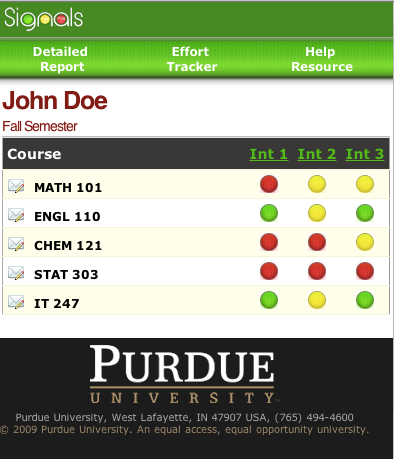 Signals
Detailed Report
Effort Tracker
Help Resource
John Doe
Fall Semester
Course Int 1 Int 2 Int 3
MATH 101
ENGL 110
CHEM 121
STAT 303
IT 247
PURDUE
UNIVERSITY
Purdue University, West Lafayette, IN 47907 USA, (765) 494-4600
© 2009 Purdue University. An equal access, equal opportunity university.